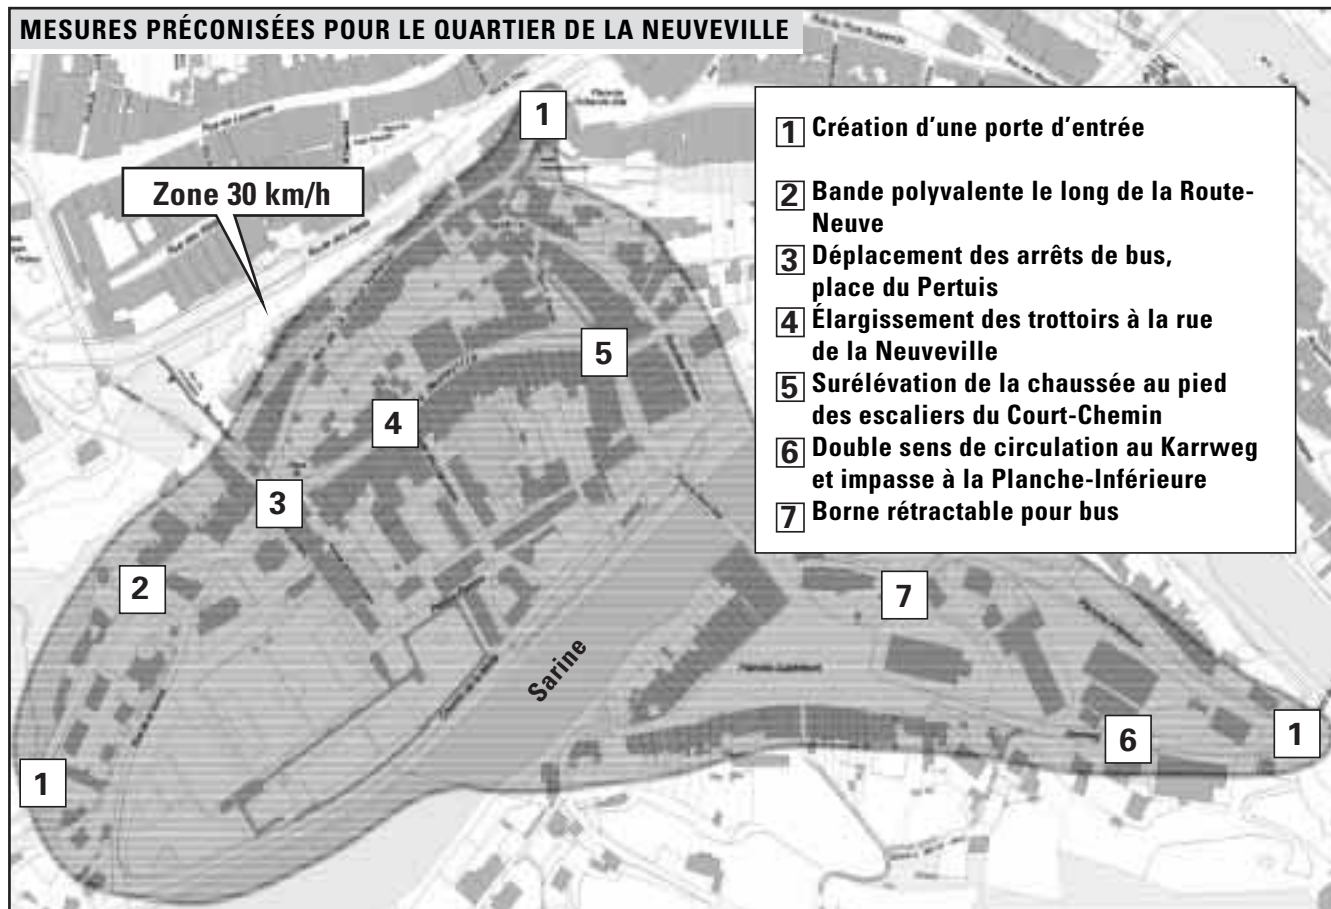 MESURES PRÉCONISÉES POUR LE QUARTIER DE LA NEUVEVILLE
1
Zone 30 km/h
1 Création d'une porte d'entrée
2 Bande polyvalente le long de la Route-
Neuve
3 Déplacement des arrêts de bus,
place du Pertuis
4 Élargissement des trottoirs à la rue
de la Neuveville
5 Surélévation de la chaussée au pied
des escaliers du Court-Chemin
6 Double sens de circulation au Karrweg
et impasse à la Planche-Inférieure
7 Borne rétractable pour bus
5
4
3
2
7
Sarine
6
1
1